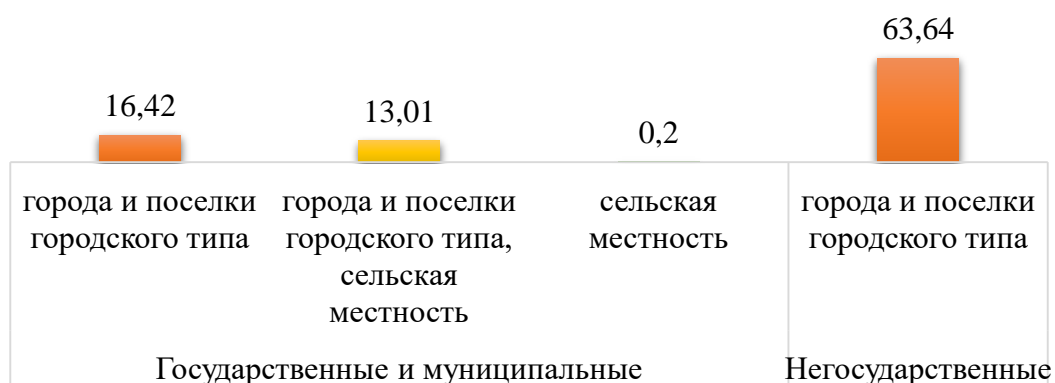 63,64
16,42
13,01
0,2
города и поселки
городского типа
города и поселки
городского типа,
сельская
местность
сельская
местность
города и поселки
городского типа
Государственные и муниципальные
Негосударственные